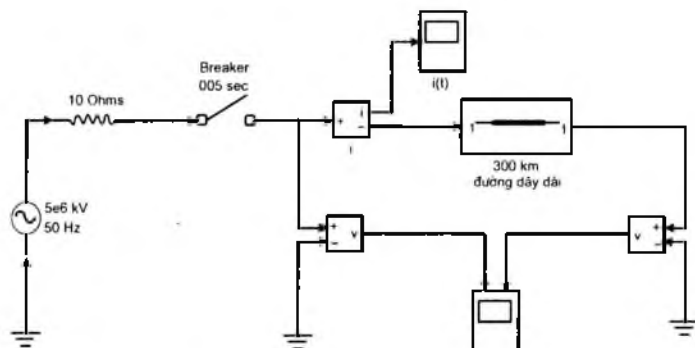 Breaker
005 sec
10 Ohms
i(t)
+
i
−
i
1
1
300 km
đường dây dài
5e6 kV
50 Hz
+
−
v
v
+
−